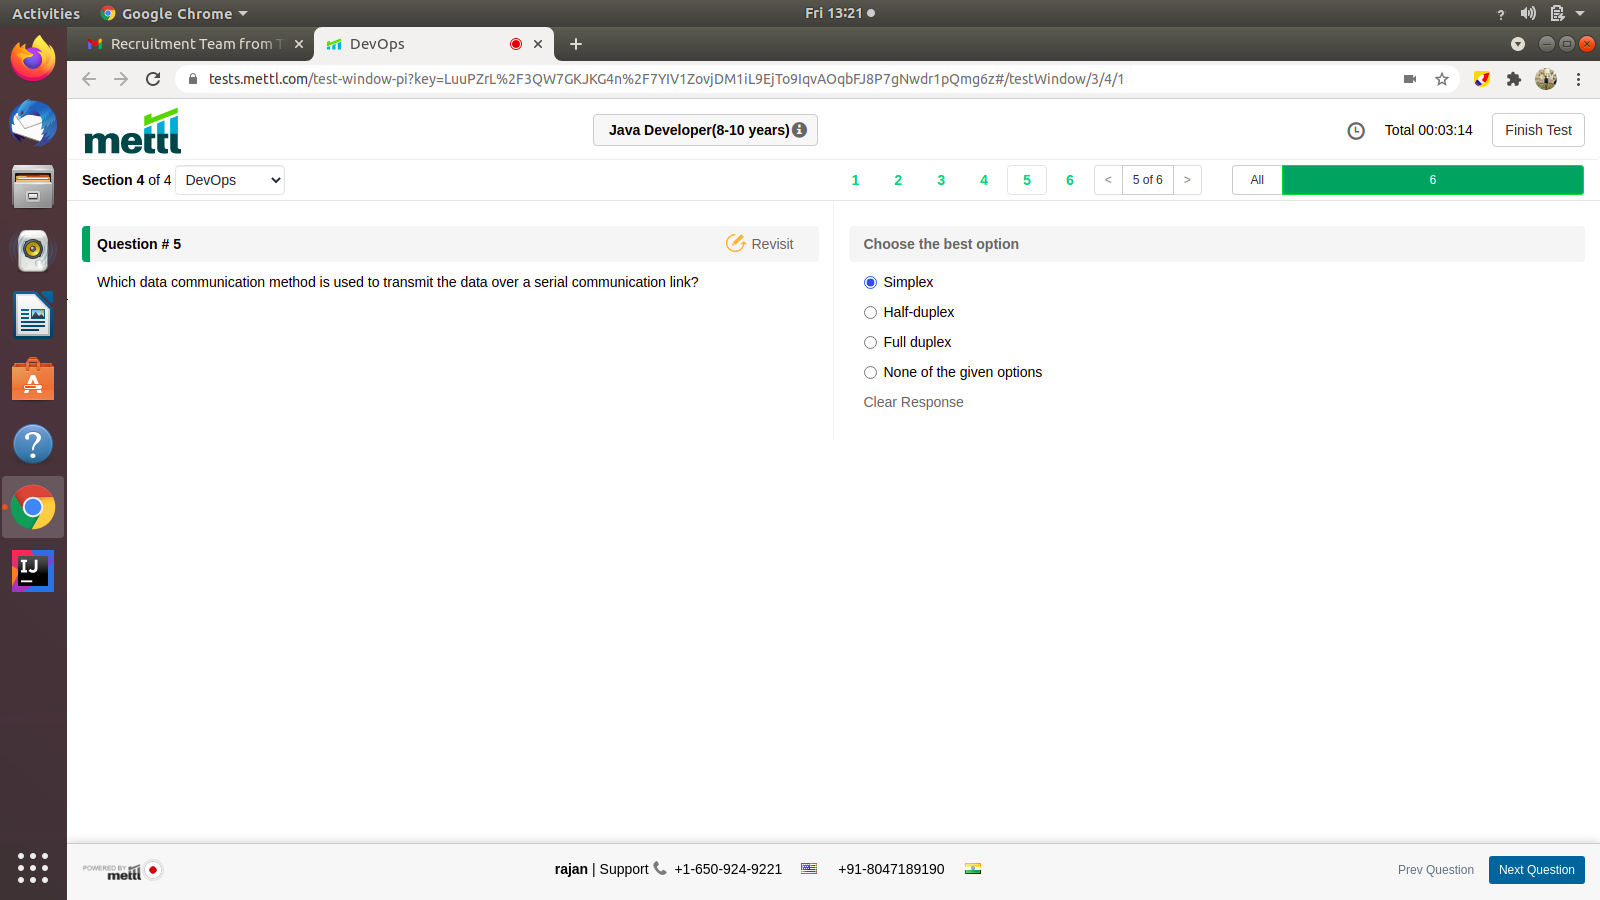 Activities
Google Chrome
Fri 13:21
?
Recruitment Team from T
DevOps
tests.mettl.com/test-window-pi?key=LuuPZrL%2F3QW7GKJKG4n%2F7YIV1ZovjDM1iL9EjTo9IqvAOqbFJ8P7gNwdr1pQmg6z#/testWindow/3/4/1
mettl
Java Developer(8-10 years)
Total 00:03:14
Finish Test
Section 4 of 4
DevOps
1 2 3 4 5 6
< 5 of 6 >
All
6
Question # 5
Revisit
Which data communication method is used to transmit the data over a serial communication link?
Choose the best option
Simplex
Half-duplex
Full duplex
None of the given options
Clear Response
IJ
POWERED BY
mettl
rajan | Support +1-650-924-9221 +91-8047189190
Prev Question
Next Question